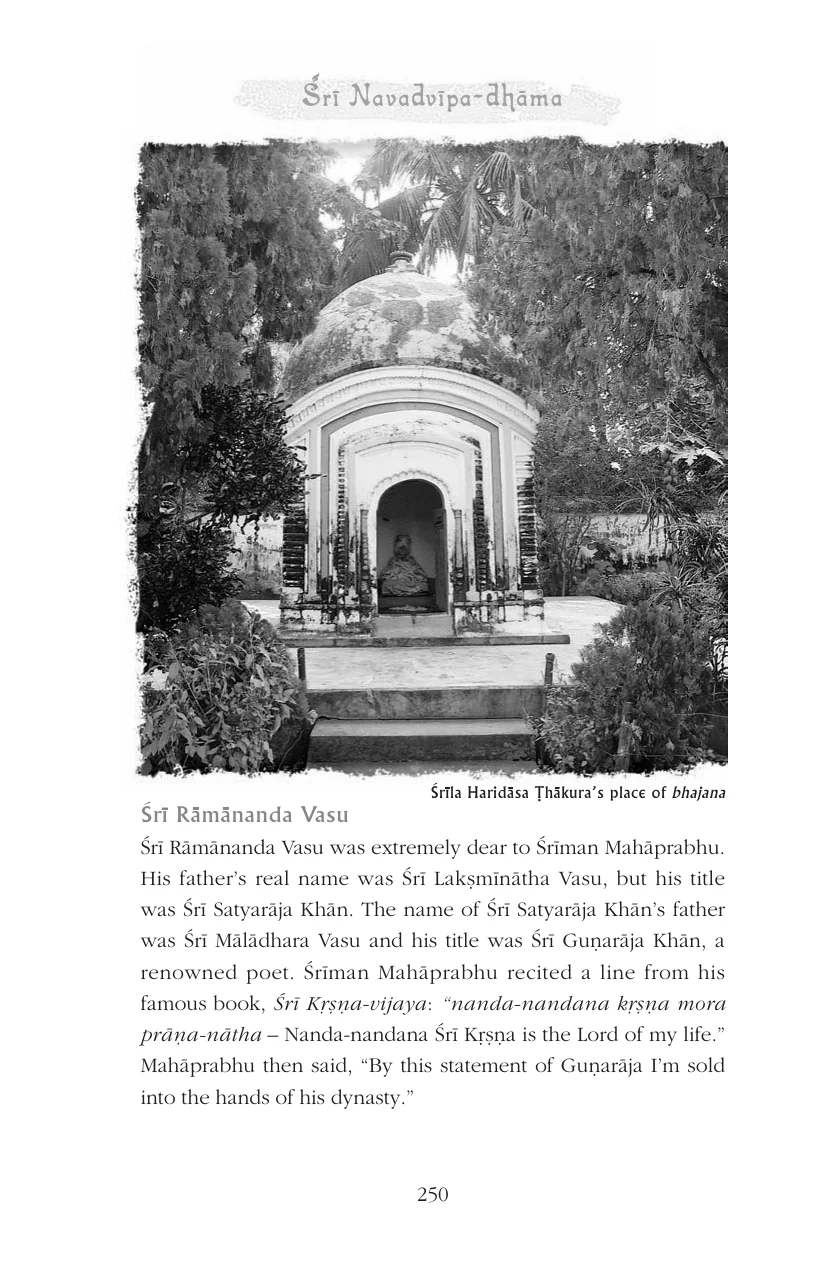 Śrī Navadvīpa-dhāma
Śrīla Haridāsa Ṭhākura’s place of bhajana
Śrī Rāmānanda Vasu
Śrī Rāmānanda Vasu was extremely dear to Śrīman Mahāprabhu.
His father’s real name was Śrī Lakṣmīnātha Vasu, but his title
was Śrī Satyarāja Khān. The name of Śrī Satyarāja Khān’s father
was Śrī Mālādhara Vasu and his title was Śrī Guṇarāja Khān, a
renowned poet. Śrīman Mahāprabhu recited a line from his
famous book, Śrī Kṛṣṇa-vijaya: “nanda-nandana kṛṣṇa mora
prāṇa-nātha – Nanda-nandana Śrī Kṛṣṇa is the Lord of my life.”
Mahāprabhu then said, “By this statement of Guṇarāja I’m sold
into the hands of his dynasty.”
250